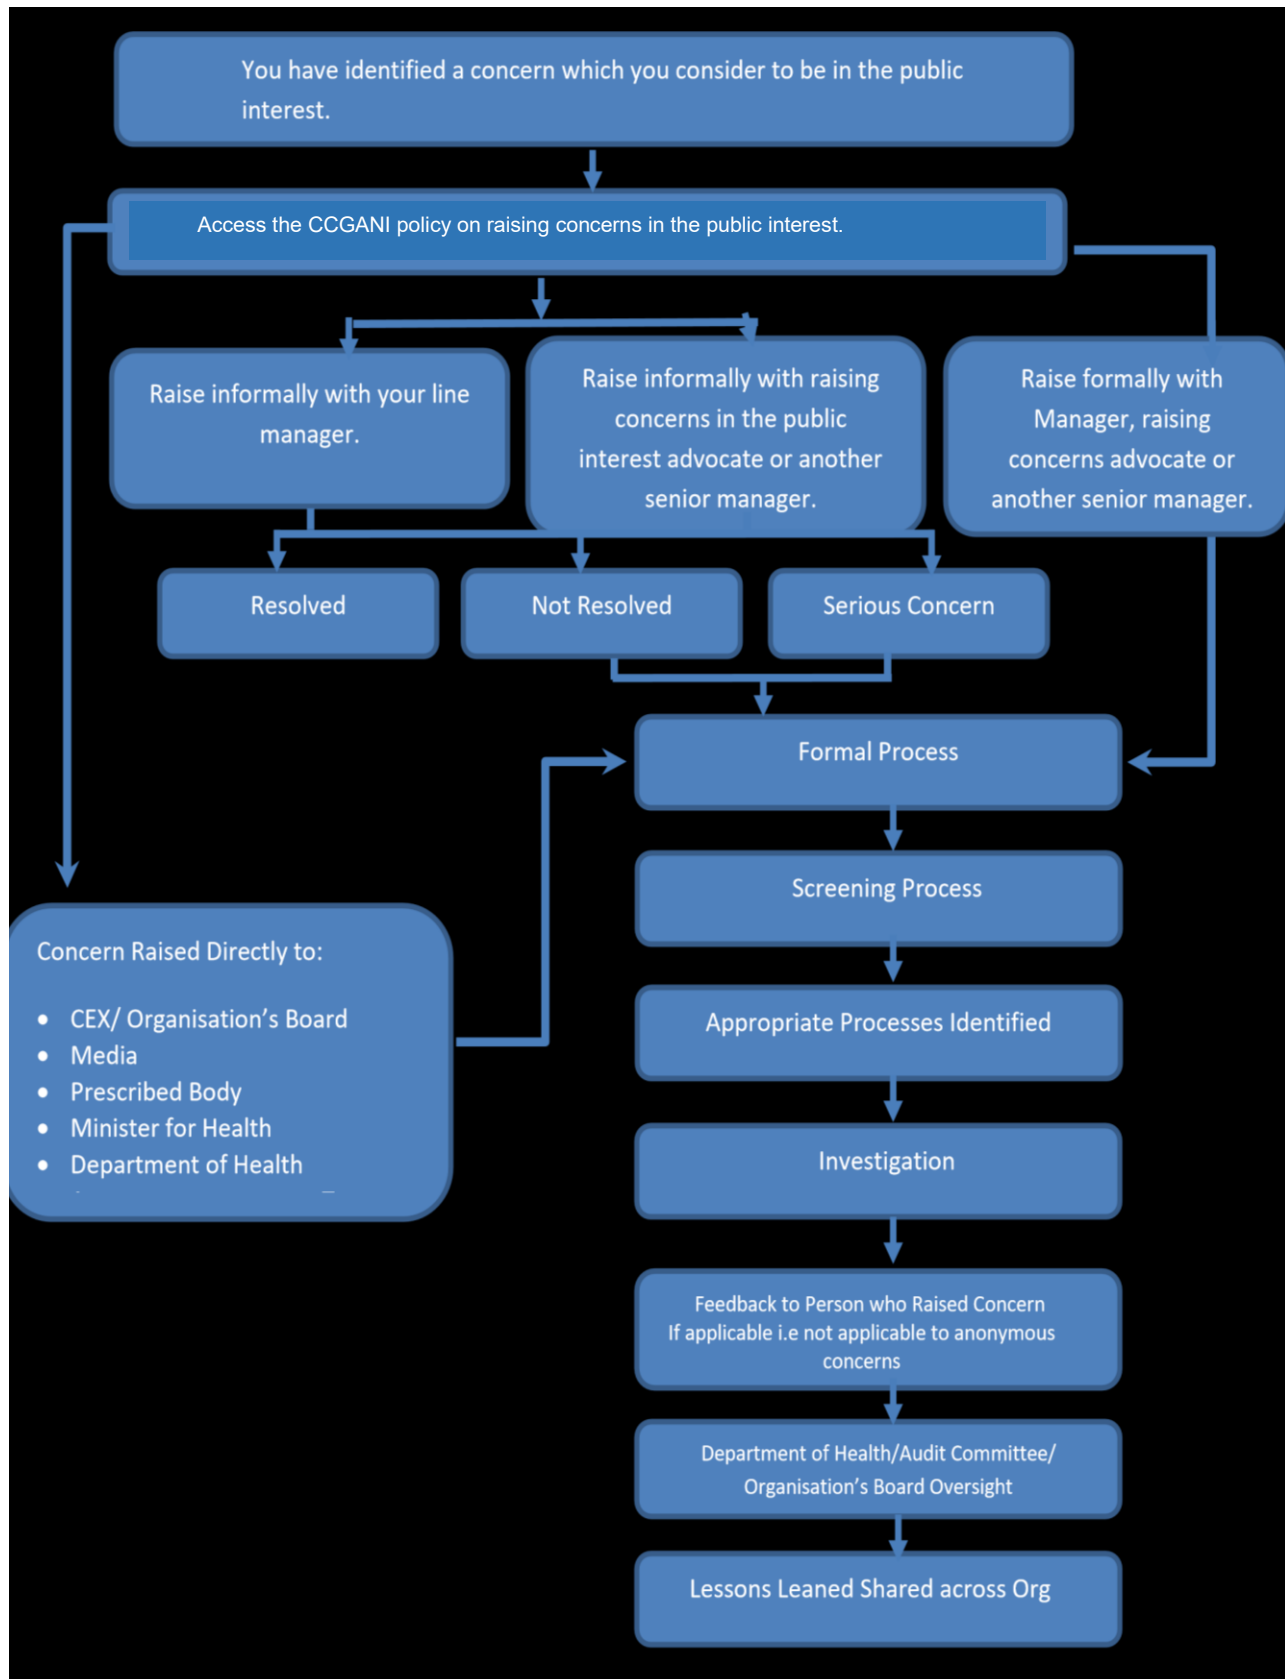 You have identified a concern which you consider to be in the public
interest.
Access the CCGANI policy on raising concerns in the public interest.
Raise informally with your line
manager.
Raise informally with raising
concerns in the public
interest advocate or another
senior manager.
Raise formally with
Manager, raising
concerns advocate or
another senior manager.
Resolved
Not Resolved
Serious Concern
Formal Process
Screening Process
Concern Raised Directly to:
• CEX/ Organisation’s Board
• Media
• Prescribed Body
• Minister for Health
• Department of Health
Appropriate Processes Identified
Investigation
Feedback to Person who Raised Concern
If applicable i.e not applicable to anonymous
concerns
Department of Health/Audit Committee/
Organisation’s Board Oversight
Lessons Leaned Shared across Org